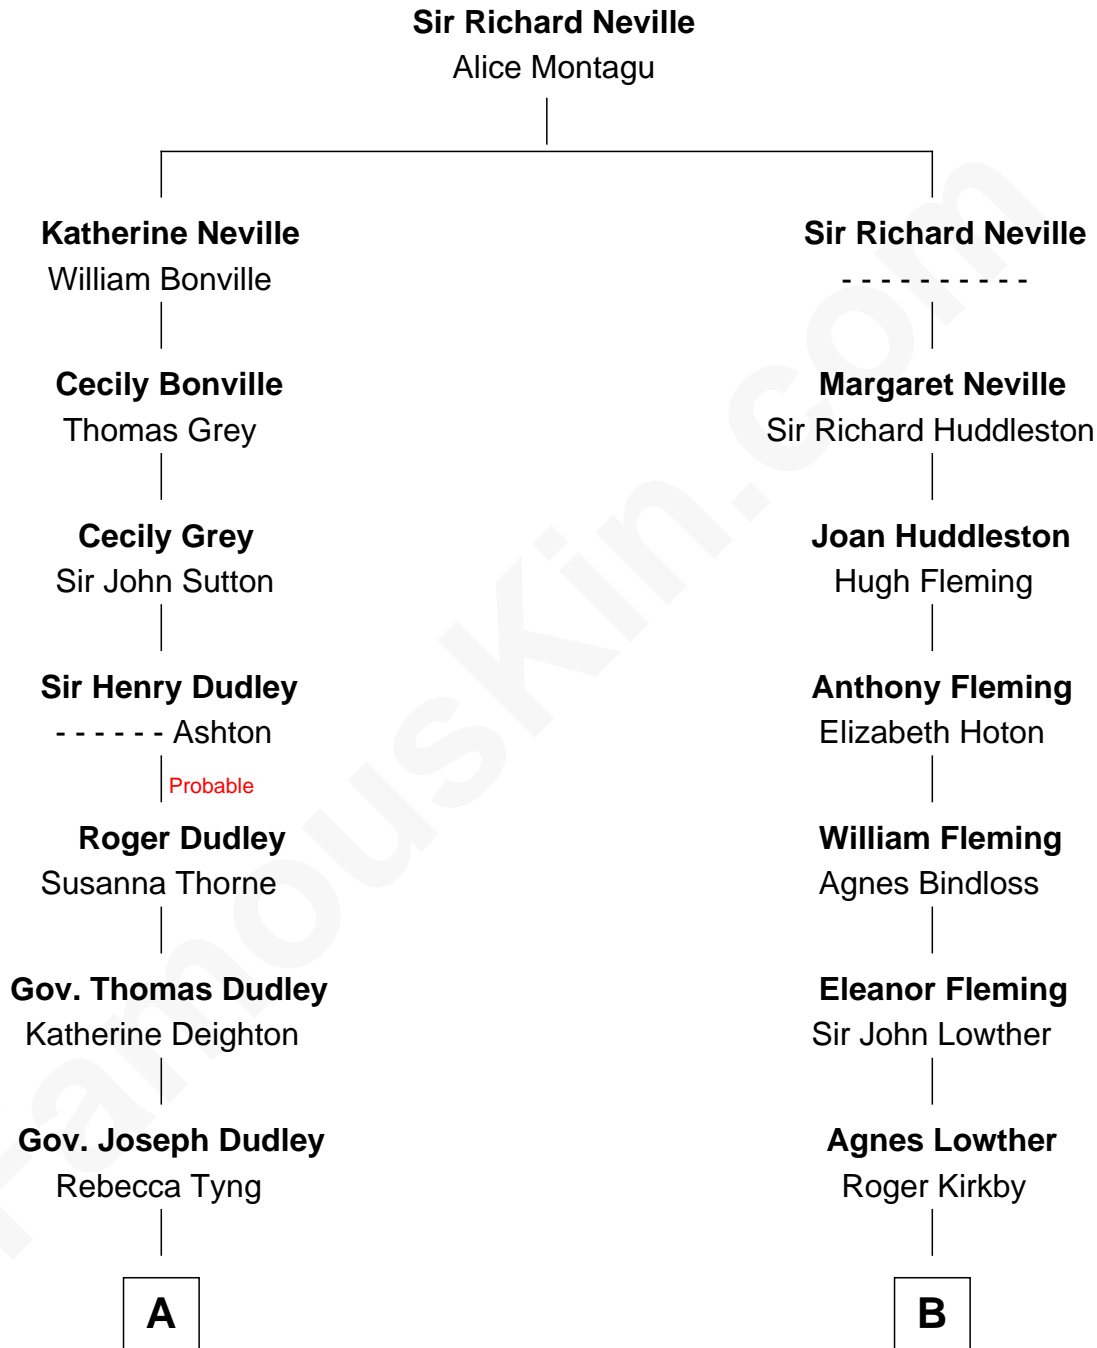 Sir Richard Neville
Alice Montagu
Katherine Neville
William Bonville
Sir Richard Neville
- - - - - - - - - -
Cecily Bonville
Thomas Grey
Margaret Neville
Sir Richard Huddleston
Cecily Grey
Sir John Sutton
Joan Huddleston
Hugh Fleming
Sir Henry Dudley
- - - - - - Ashton
Anthony Fleming
Elizabeth Hoton
Probable
Roger Dudley
Susanna Thorne
William Fleming
Agnes Bindloss
Gov. Thomas Dudley
Katherine Deighton
Eleanor Fleming
Sir John Lowther
Gov. Joseph Dudley
Rebecca Tyng
Agnes Lowther
Roger Kirkby
A
B
FamousKin.com